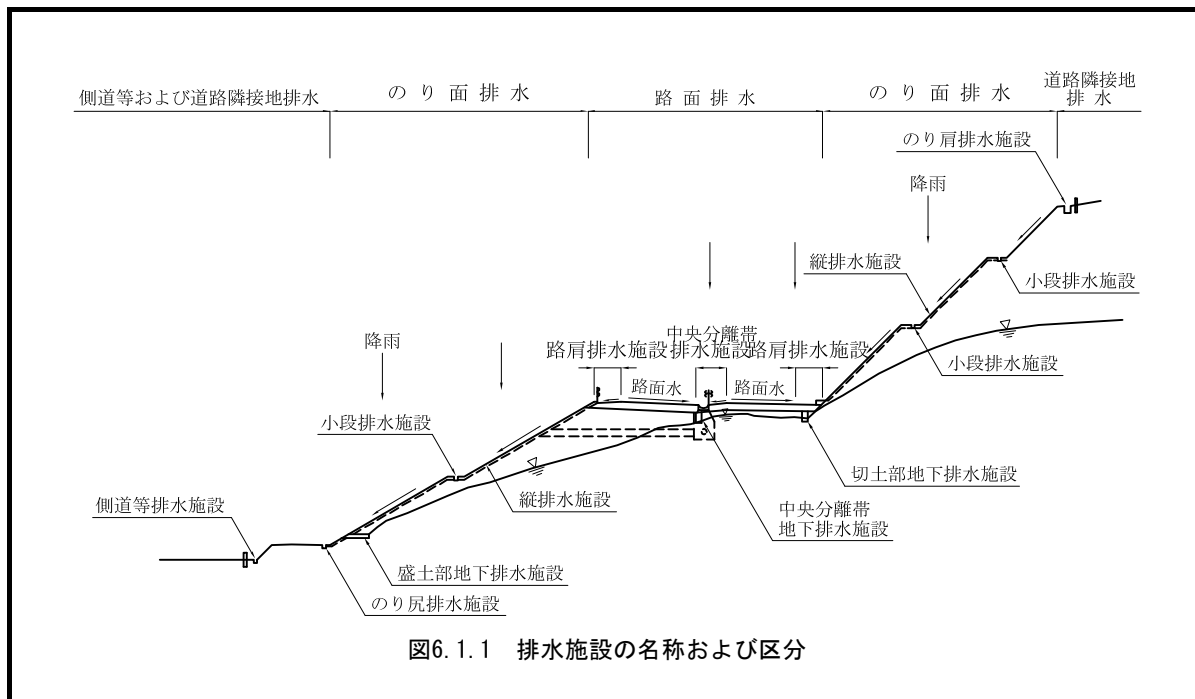 側道等および道路隣接地排水
のり面排水
路面排水
のり面排水
道路隣接地
排水
のり肩排水施設
降雨
縦排水施設
小段排水施設
小段排水施設
降雨
中央分離帯
路肩排水施設
排水施設
路肩排水施設
路面水
路面水
小段排水施設
切土部地下排水施設
側道等排水施設
縦排水施設
中央分離帯
地下排水施設
盛土部地下排水施設
のり尻排水施設
図6.1.1 排水施設の名称および区分